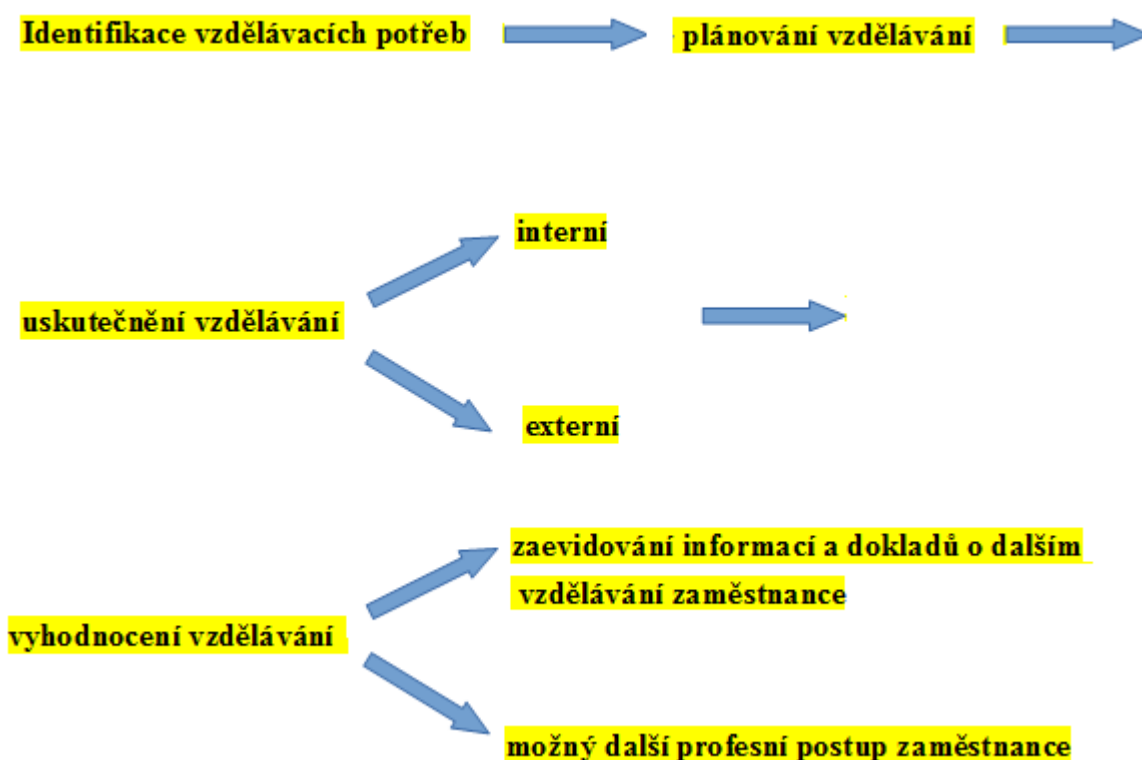 Identifikace vzdělávacích potřeb
- plánování vzdělávání
interní
uskutečnění vzdělávání
externí
zaevidování informací a dokladů o dalším
vzdělávání zaměstnance
vyhodnocení vzdělávání
možný další profesní postup zaměstnance